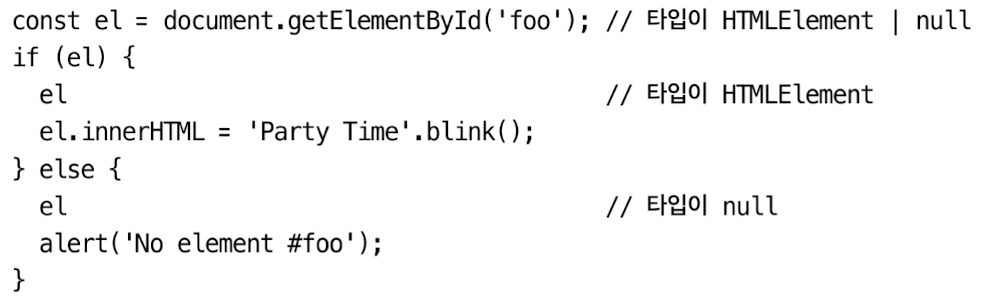 const el = document.getElementById('foo'); // 타입이 HTMLElement | null
if (el) {
  el                                        // 타입이 HTMLElement
  el.innerHTML = 'Party Time'.blink();
} else {
  el                                        // 타입이 null
  alert('No element #foo');
}